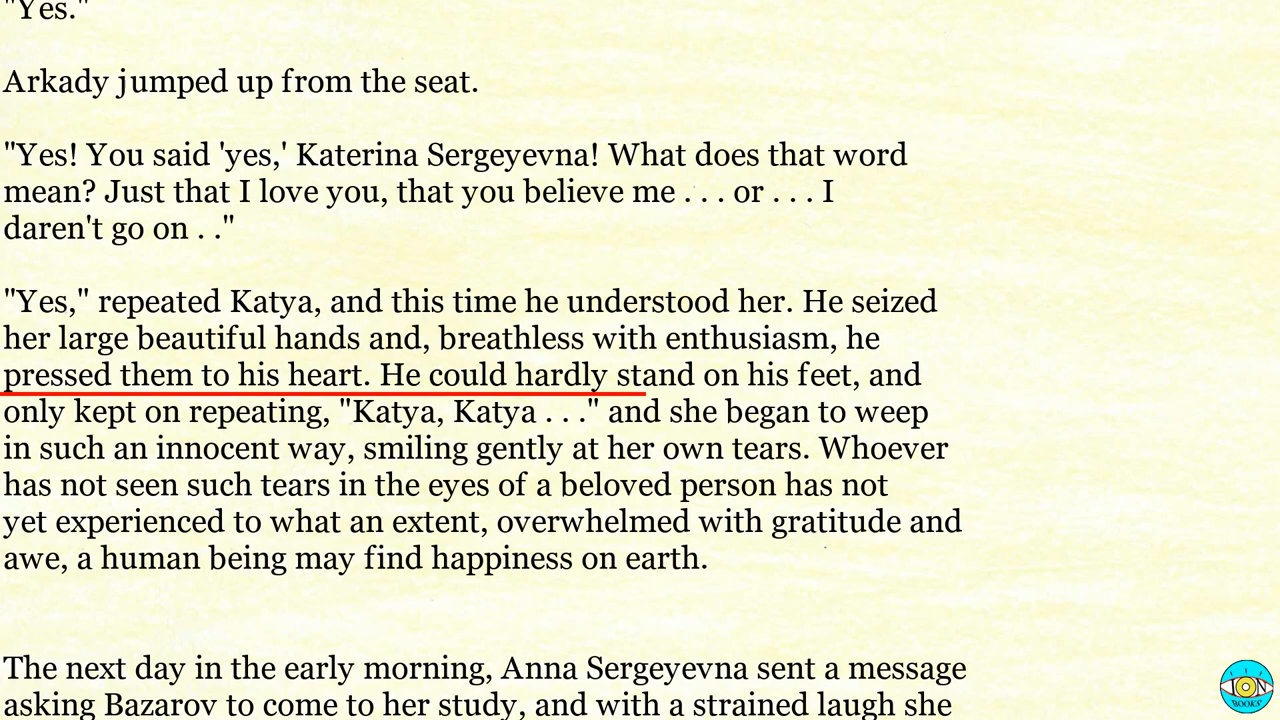 "Yes."
Arkady jumped up from the seat.
"Yes! You said 'yes,' Katerina Sergeyevna! What does that word
mean? Just that I love you, that you believe me . . . or . . . I
daren't go on . ."
"Yes," repeated Katya, and this time he understood her. He seized
her large beautiful hands and, breathless with enthusiasm, he
pressed them to his heart. He could hardly stand on his feet, and
only kept on repeating, "Katya, Katya . . ." and she began to weep
in such an innocent way, smiling gently at her own tears. Whoever
has not seen such tears in the eyes of a beloved person has not
yet experienced to what an extent, overwhelmed with gratitude and
awe, a human being may find happiness on earth.
The next day in the early morning, Anna Sergeyevna sent a message
asking Bazarov to come to her study, and with a strained laugh she
ION
BOOKS